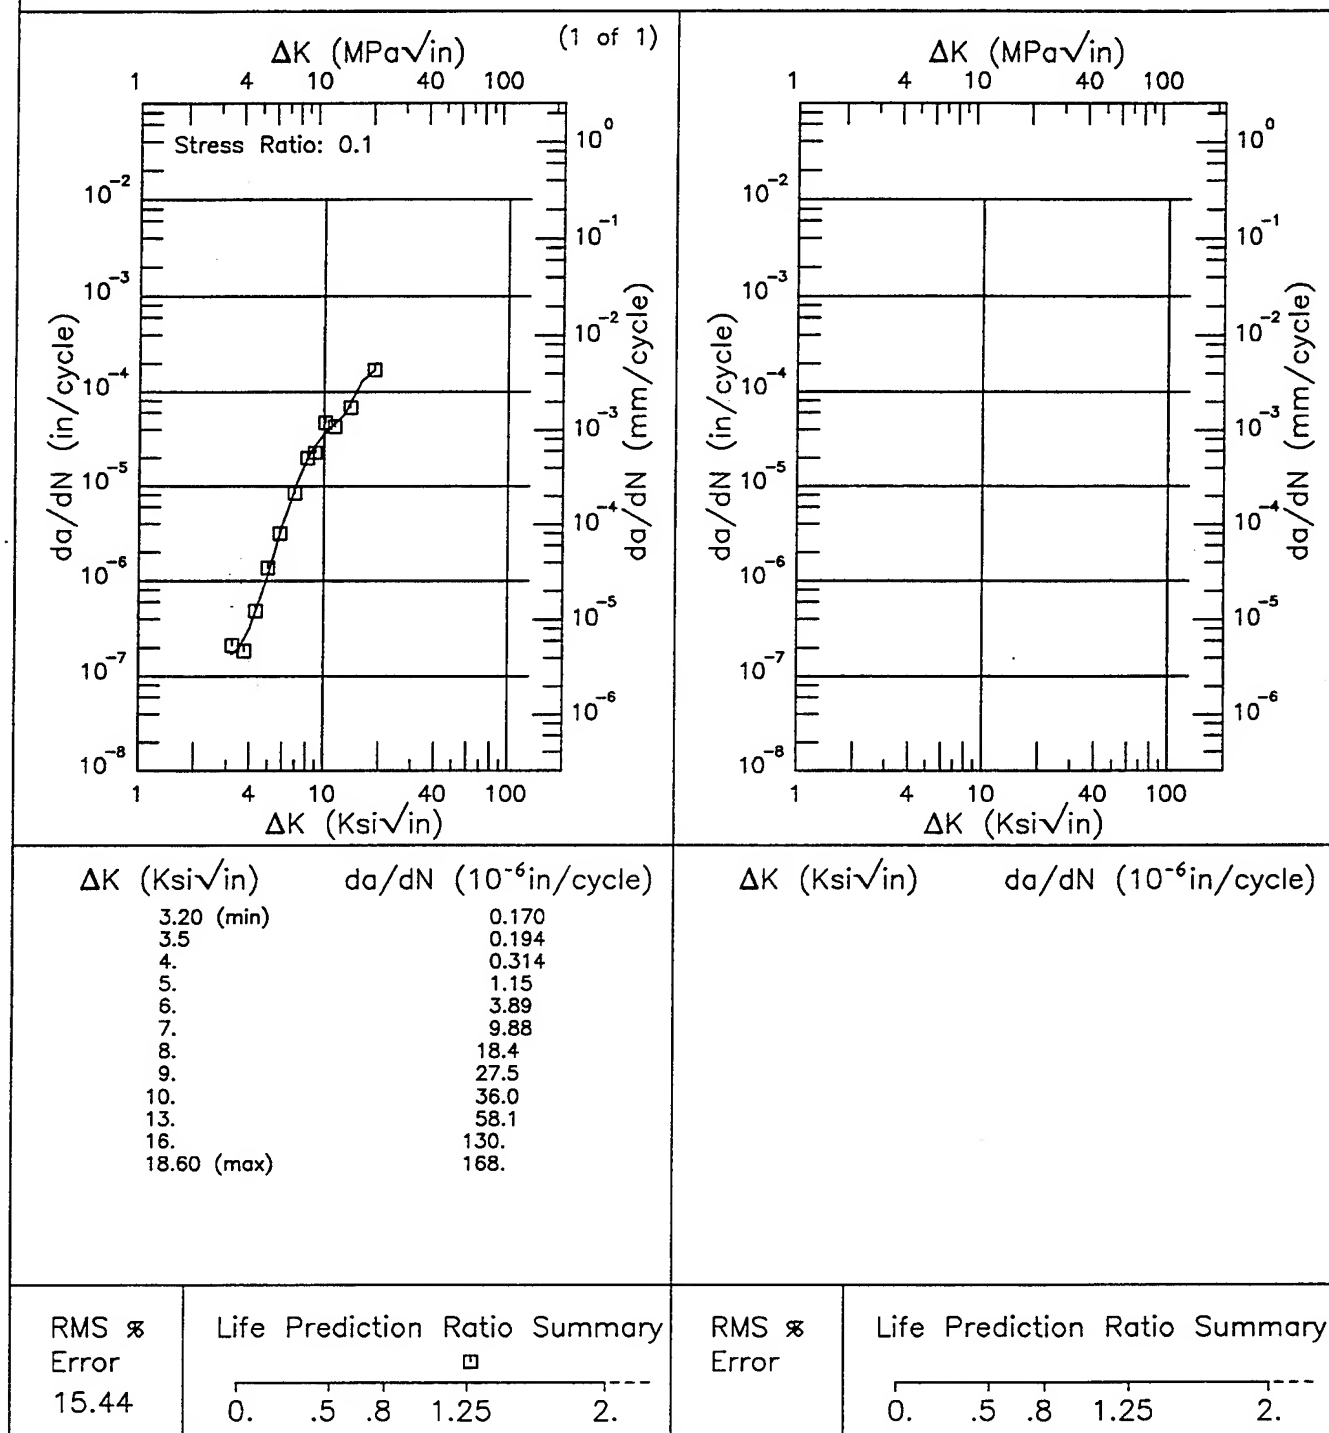 (1 of 1)
ΔK (MPa√in)
1 4 10 40 100
Stress Ratio: 0.1
da/dN (in/cycle)
10⁻²
10⁻³
10⁻⁴
10⁻⁵
10⁻⁶
10⁻⁷
10⁻⁸
10⁰
10⁻¹
10⁻²
10⁻³
10⁻⁴
10⁻⁵
10⁻⁶
da/dN (mm/cycle)
1 4 10 40 100
ΔK (Ksi√in)
ΔK (MPa√in)
1 4 10 40 100
da/dN (in/cycle)
10⁻²
10⁻³
10⁻⁴
10⁻⁵
10⁻⁶
10⁻⁷
10⁻⁸
10⁰
10⁻¹
10⁻²
10⁻³
10⁻⁴
10⁻⁵
10⁻⁶
da/dN (mm/cycle)
1 4 10 40 100
ΔK (Ksi√in)
ΔK (Ksi√in) da/dN (10⁻⁶in/cycle)
3.20 (min) 0.170
3.5 0.194
4. 0.314
5. 1.15
6. 3.89
7. 9.88
8. 18.4
9. 27.5
10. 36.0
13. 58.1
16. 130.
18.60 (max) 168.
ΔK (Ksi√in) da/dN (10⁻⁶in/cycle)
RMS %
Error
15.44
Life Prediction Ratio Summary
0. .5 .8 1.25 2.
RMS %
Error
Life Prediction Ratio Summary
0. .5 .8 1.25 2.